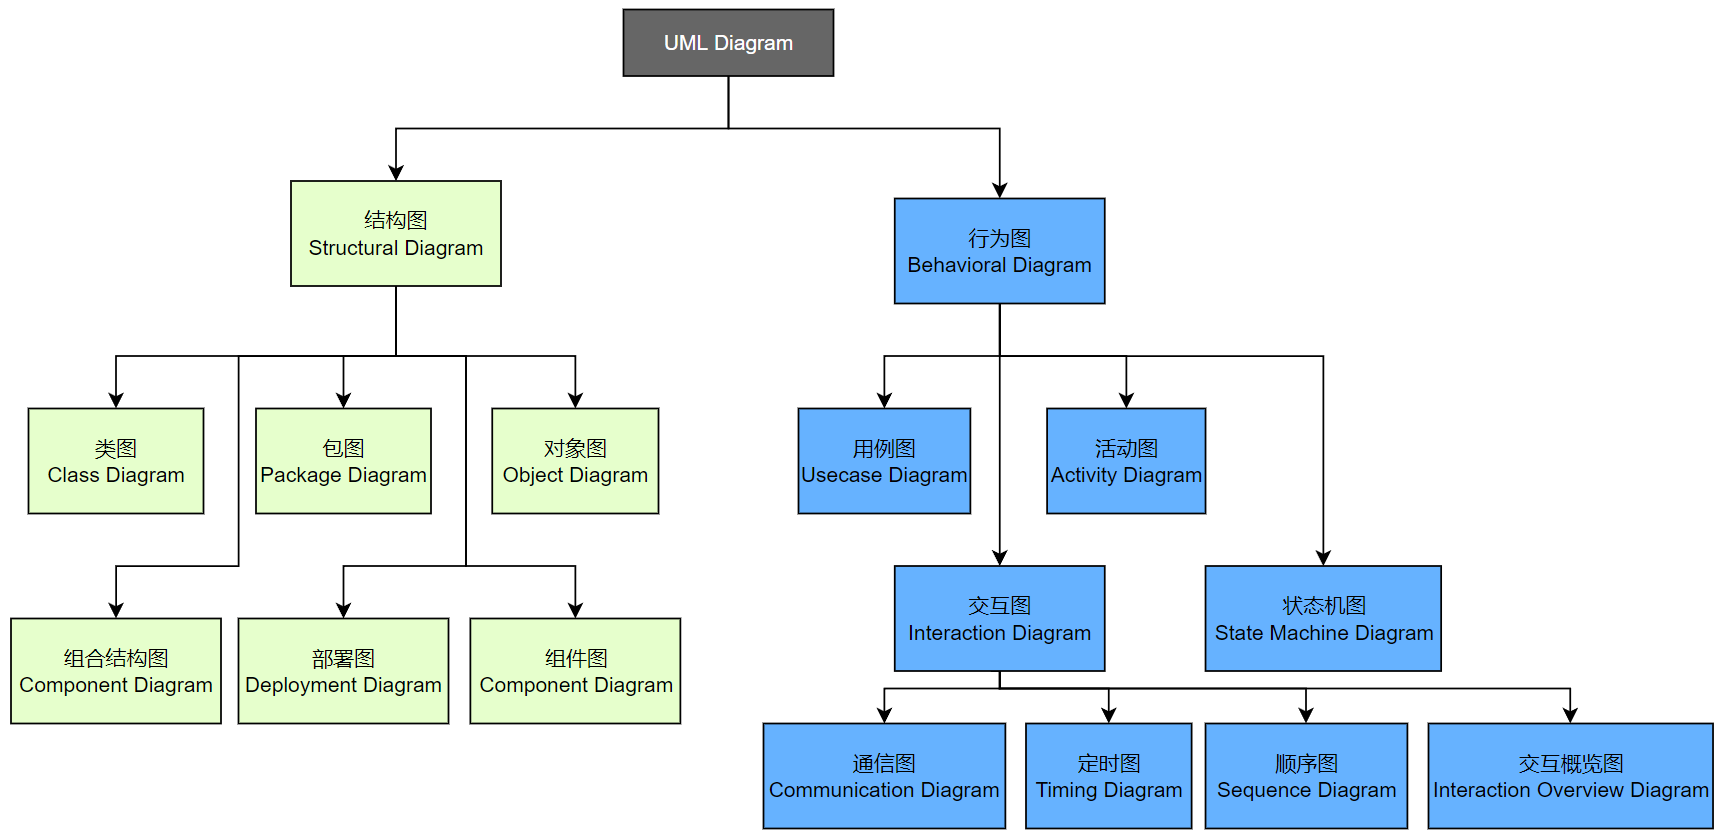 UML Diagram
结构图
Structural Diagram
行为图
Behavioral Diagram
类图
Class Diagram
包图
Package Diagram
对象图
Object Diagram
用例图
Usecase Diagram
活动图
Activity Diagram
交互图
Interaction Diagram
状态机图
State Machine Diagram
组合结构图
Component Diagram
部署图
Deployment Diagram
组件图
Component Diagram
通信图
Communication Diagram
定时图
Timing Diagram
顺序图
Sequence Diagram
交互概览图
Interaction Overview Diagram